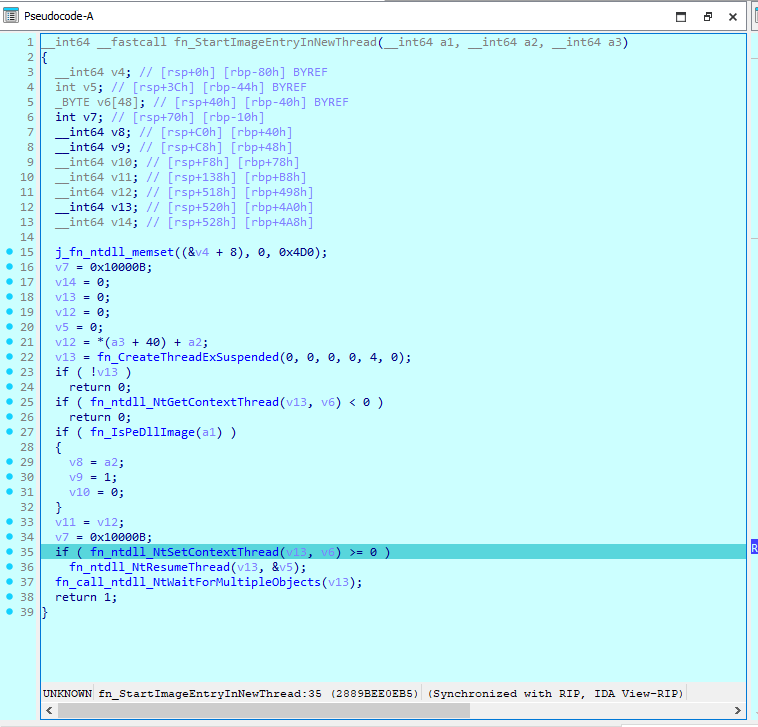 Pseudocode-A
1 __int64 __fastcall fn_StartImageEntryInNewThread(__int64 a1, __int64 a2, __int64 a3)
2 {
3 __int64 v4; // [rsp+0h] [rbp-80h] BYREF
4 int v5; // [rsp+3Ch] [rbp-44h] BYREF
5 _BYTE v6[48]; // [rsp+40h] [rbp-40h] BYREF
6 int v7; // [rsp+70h] [rbp-10h]
7 __int64 v8; // [rsp+C0h] [rbp+40h]
8 __int64 v9; // [rsp+C8h] [rbp+48h]
9 __int64 v10; // [rsp+F8h] [rbp+78h]
10 __int64 v11; // [rsp+138h] [rbp+B8h]
11 __int64 v12; // [rsp+518h] [rbp+498h]
12 __int64 v13; // [rsp+520h] [rbp+4A0h]
13 __int64 v14; // [rsp+528h] [rbp+4A8h]
14
15 j_fn_ntdll_memset((&v4 + 8), 0, 0x4D0);
16 v7 = 0x10000B;
17 v14 = 0;
18 v13 = 0;
19 v12 = 0;
20 v5 = 0;
21 v12 = *(a3 + 40) + a2;
22 v13 = fn_CreateThreadExSuspended(0, 0, 0, 0, 4, 0);
23 if ( !v13 )
24 return 0;
25 if ( fn_ntdll_NtGetContextThread(v13, v6) < 0 )
26 return 0;
27 if ( fn_IsPeDllImage(a1) )
28 {
29 v8 = a2;
30 v9 = 1;
31 v10 = 0;
32 }
33 v11 = v12;
34 v7 = 0x10000B;
35 if ( fn_ntdll_NtSetContextThread(v13, v6) >= 0 )
36 fn_ntdll_NtResumeThread(v13, &v5);
37 fn_call_ntdll_NtWaitForMultipleObjects(v13);
38 return 1;
39 }
UNKNOWN fn_StartImageEntryInNewThread:35 (2889BEE0EB5) (Synchronized with RIP, IDA View-RIP)